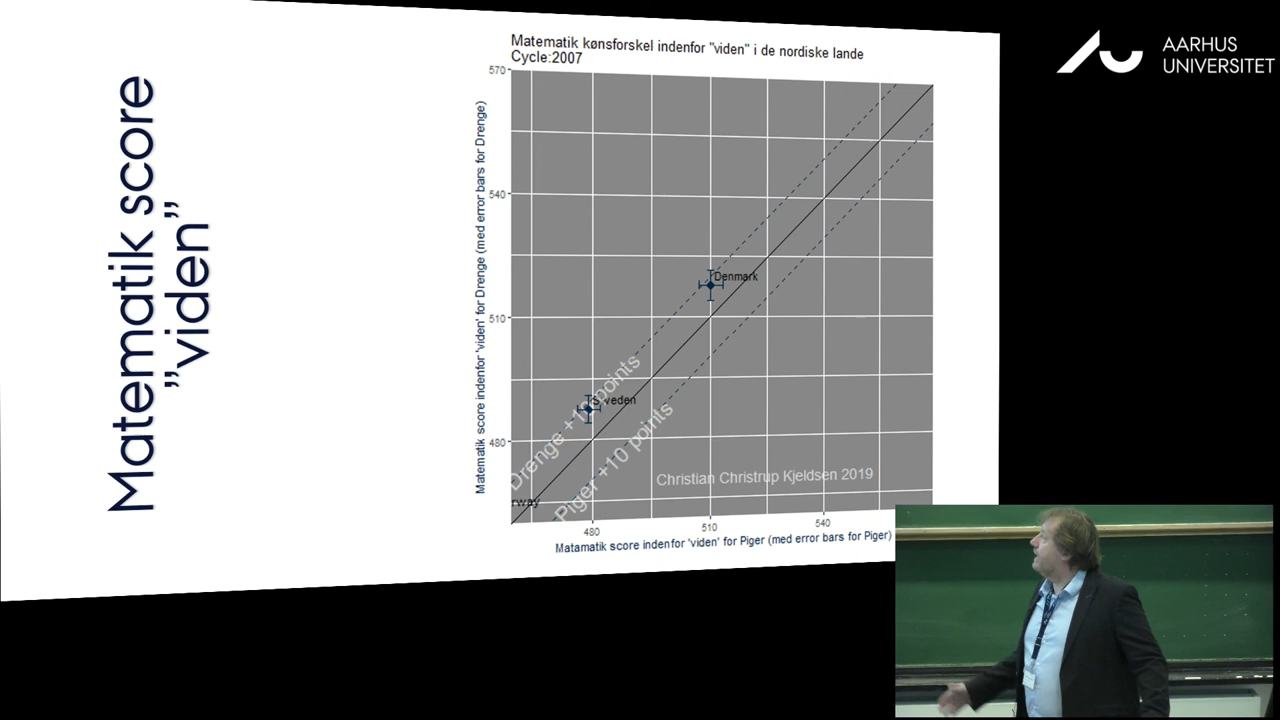 Matematik score
"viden"
Matematik kønsforskel indenfor "viden" i de nordiske lande
Cycle:2007
Matematik score indenfor 'viden' for Drenge (med error bars for Drenge)
570
540
510
480
Denmark
Sweden
rway
Drenge +10 points
Piger +10 points
Christian Christrup Kjeldsen 2019
480
510
540
Matamatik score indenfor 'viden' for Piger (med error bars for Piger)
AARHUS
UNIVERSITET